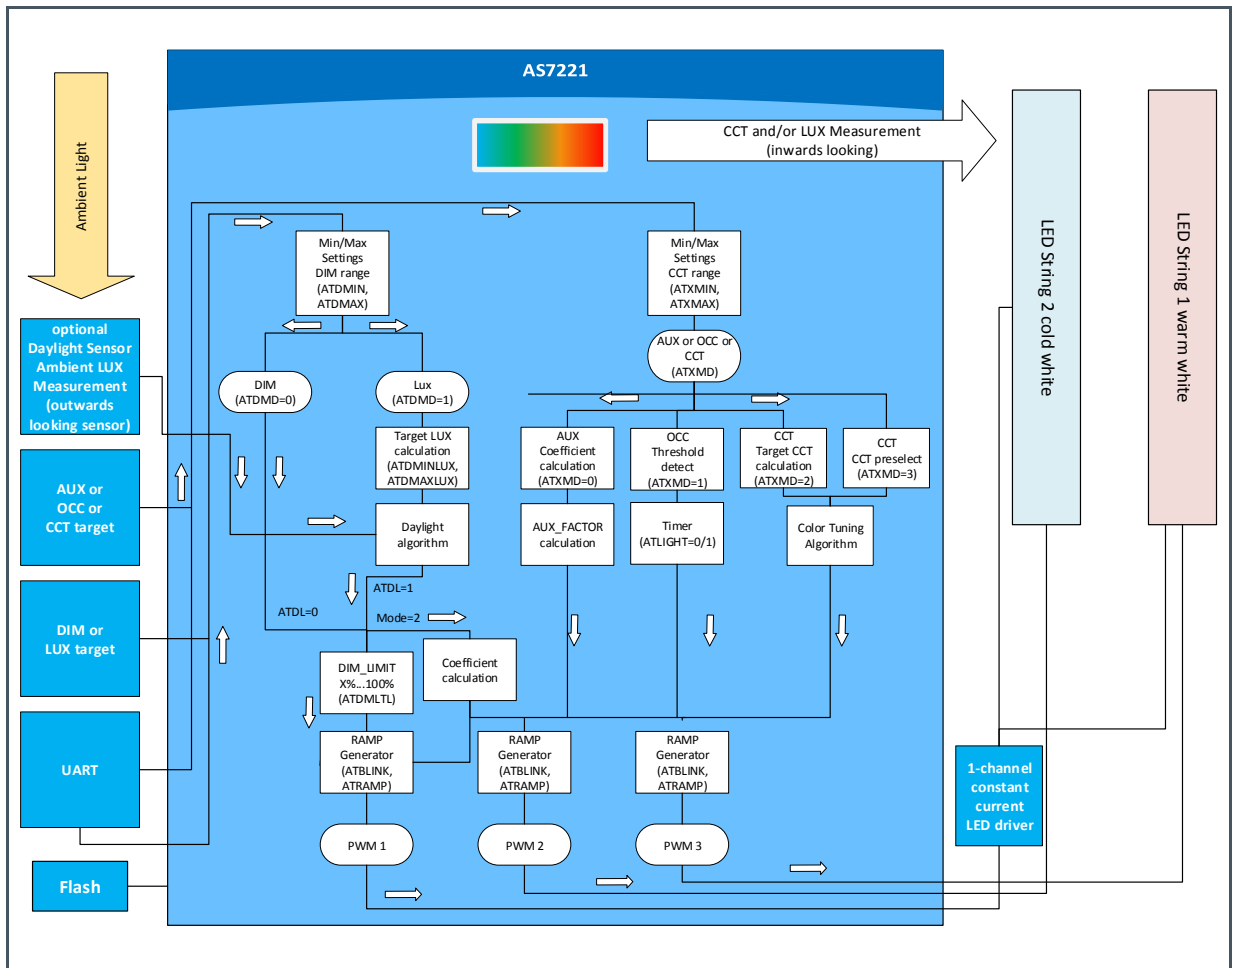 AS7221
Ambient Light
CCT and/or LUX Measurement
(inwards looking)
LED String 2 cold white
LED String 1 warm white
Min/Max
Settings
DIM range
(ATDMIN,
ATDMAX)
Min/Max
Settings
CCT range
(ATXMIN,
ATXMAX)
optional
Daylight Sensor
Ambient LUX
Measurement
(outwards
looking sensor)
DIM
(ATDMD=0)
Lux
(ATDMD=1)
AUX or OCC or
CCT
(ATXMD)
Target LUX
calculation
(ATDMINLUX,
ATDMAXLUX)
AUX
Coefficient
calculation
(ATXMD=0)
OCC
Threshold
detect
(ATXMD=1)
CCT
Target CCT
calculation
(ATXMD=2)
CCT
CCT preselect
(ATXMD=3)
AUX or
OCC or
CCT target
Daylight
algorithm
AUX_FACTOR
calculation
Timer
(ATLIGHT=0/1)
Color Tuning
Algorithm
ATDL=1
ATDL=0
Mode=2
DIM or
LUX target
DIM_LIMIT
X%...100%
(ATDMLTL)
Coefficient
calculation
UART
RAMP
Generator
(ATBLINK,
ATRAMP)
RAMP
Generator
(ATBLINK,
ATRAMP)
RAMP
Generator
(ATBLINK,
ATRAMP)
1-channel
constant
current
LED driver
PWM 1
PWM 2
PWM 3
Flash